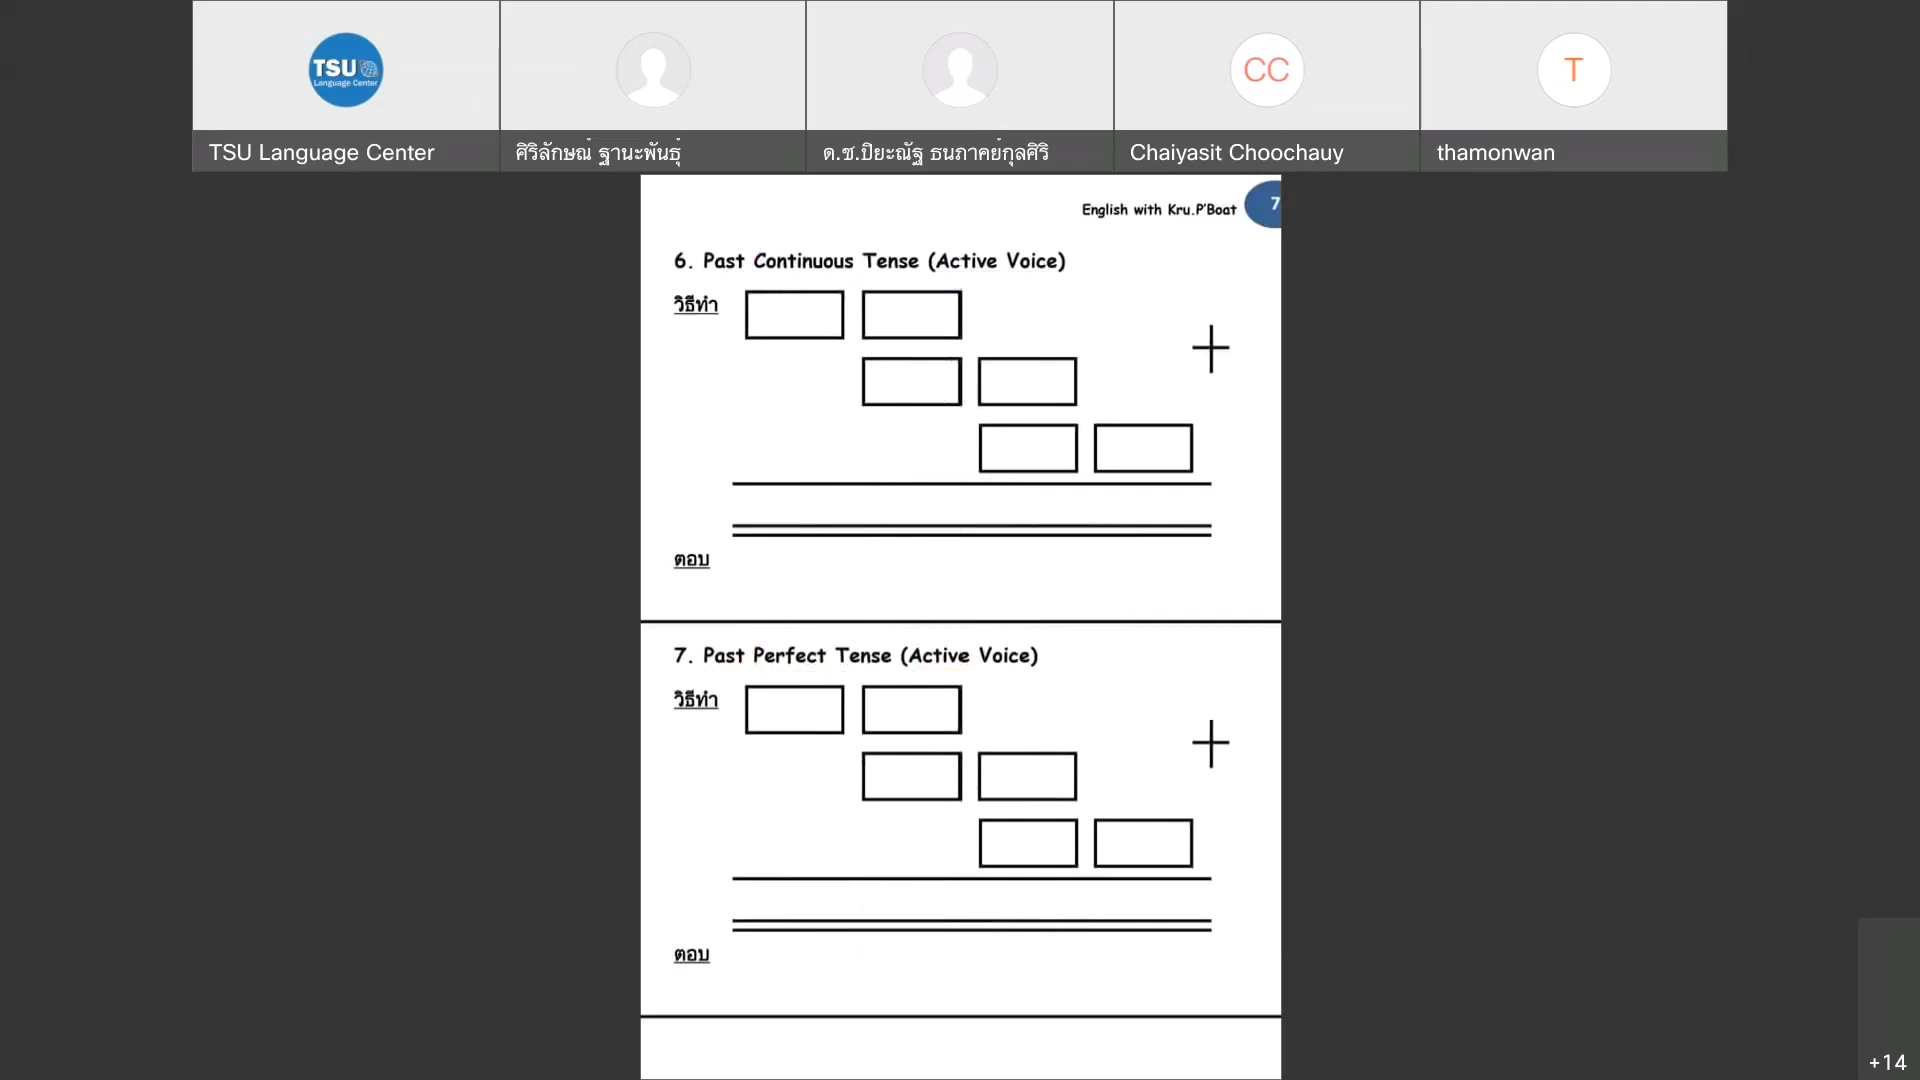 TSU
Language Center
CC
T
TSU Language Center
ศิริลักษณ์ ฐานะพันธุ์
ด.ช.ปิยะณัฐ ธนภาคย์กุลศิริ
Chaiyasit Choochauy
thamonwan
English with Kru.P'Boat
7
6. Past Continuous Tense (Active Voice)
วิธีทำ
ตอบ
7. Past Perfect Tense (Active Voice)
วิธีทำ
ตอบ
+14